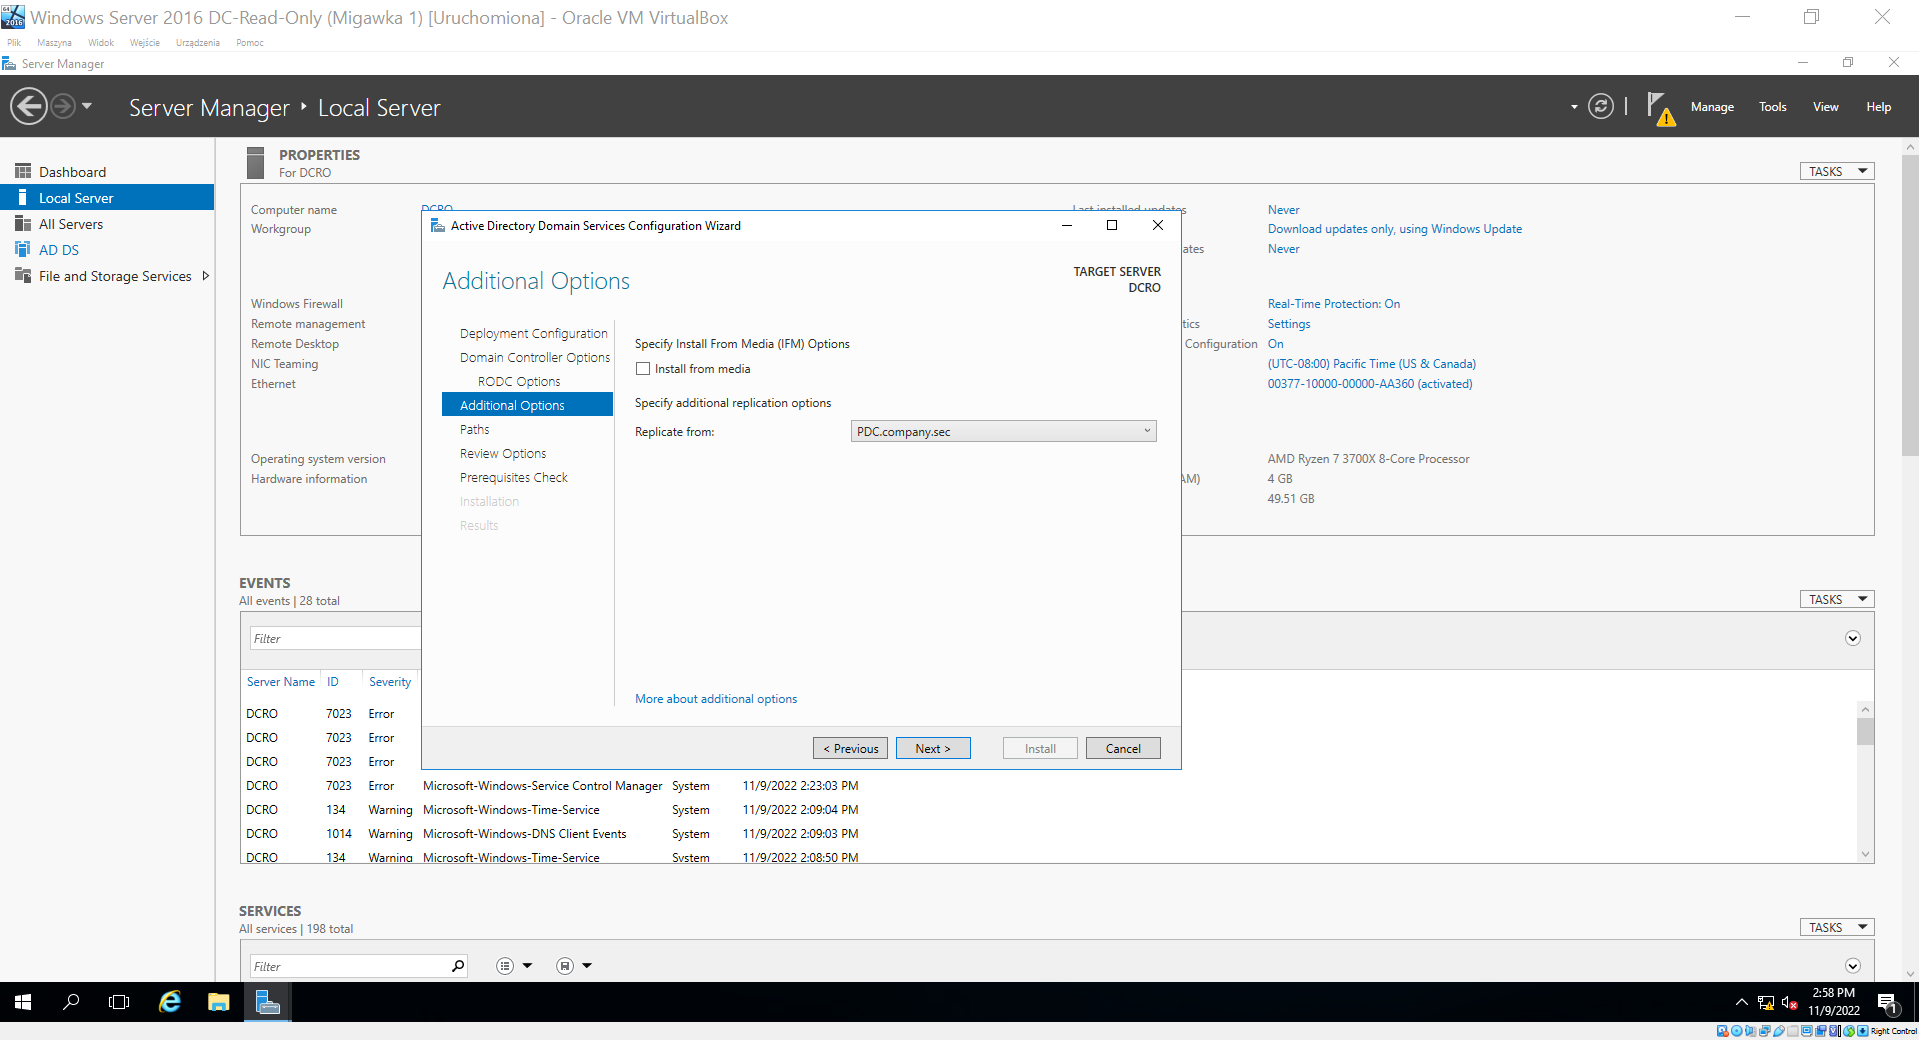 Windows Server 2016 DC-Read-Only (Migawka 1) [Uruchomiona] - Oracle VM VirtualBox
Plik Maszyna Widok Wejście Urządzenia Pomoc
Server Manager
Server Manager Local Server
Manage Tools View Help
Dashboard
Local Server
All Servers
AD DS
File and Storage Services
PROPERTIES
For DCRO
TASKS
Computer name
Workgroup
Windows Firewall
Remote management
Remote Desktop
NIC Teaming
Ethernet
Operating system version
Hardware information
DCRO
Last installed updates Never
Download updates only, using Windows Update
ates Never
Real-Time Protection: On
tics Settings
Configuration On
(UTC-08:00) Pacific Time (US & Canada)
00377-10000-00000-AA360 (activated)
AMD Ryzen 7 3700X 8-Core Processor
AM) 4 GB
49.51 GB
Active Directory Domain Services Configuration Wizard
Additional Options
TARGET SERVER
DCRO
Deployment Configuration
Domain Controller Options
RODC Options
Additional Options
Paths
Review Options
Prerequisites Check
Installation
Results
Specify Install From Media (IFM) Options
Install from media
Specify additional replication options
Replicate from: PDC.company.sec
More about additional options
< Previous Next > Install Cancel
EVENTS
All events | 28 total
TASKS
Filter
Server Name ID Severity
DCRO 7023 Error
DCRO 7023 Error
DCRO 7023 Error
DCRO 7023 Error Microsoft-Windows-Service Control Manager System 11/9/2022 2:23:03 PM
DCRO 134 Warning Microsoft-Windows-Time-Service System 11/9/2022 2:09:04 PM
DCRO 1014 Warning Microsoft-Windows-DNS Client Events System 11/9/2022 2:09:03 PM
DCRO 134 Warning Microsoft-Windows-Time-Service System 11/9/2022 2:08:50 PM
SERVICES
All services | 198 total
TASKS
Filter
2:58 PM
11/9/2022
1
Right Control